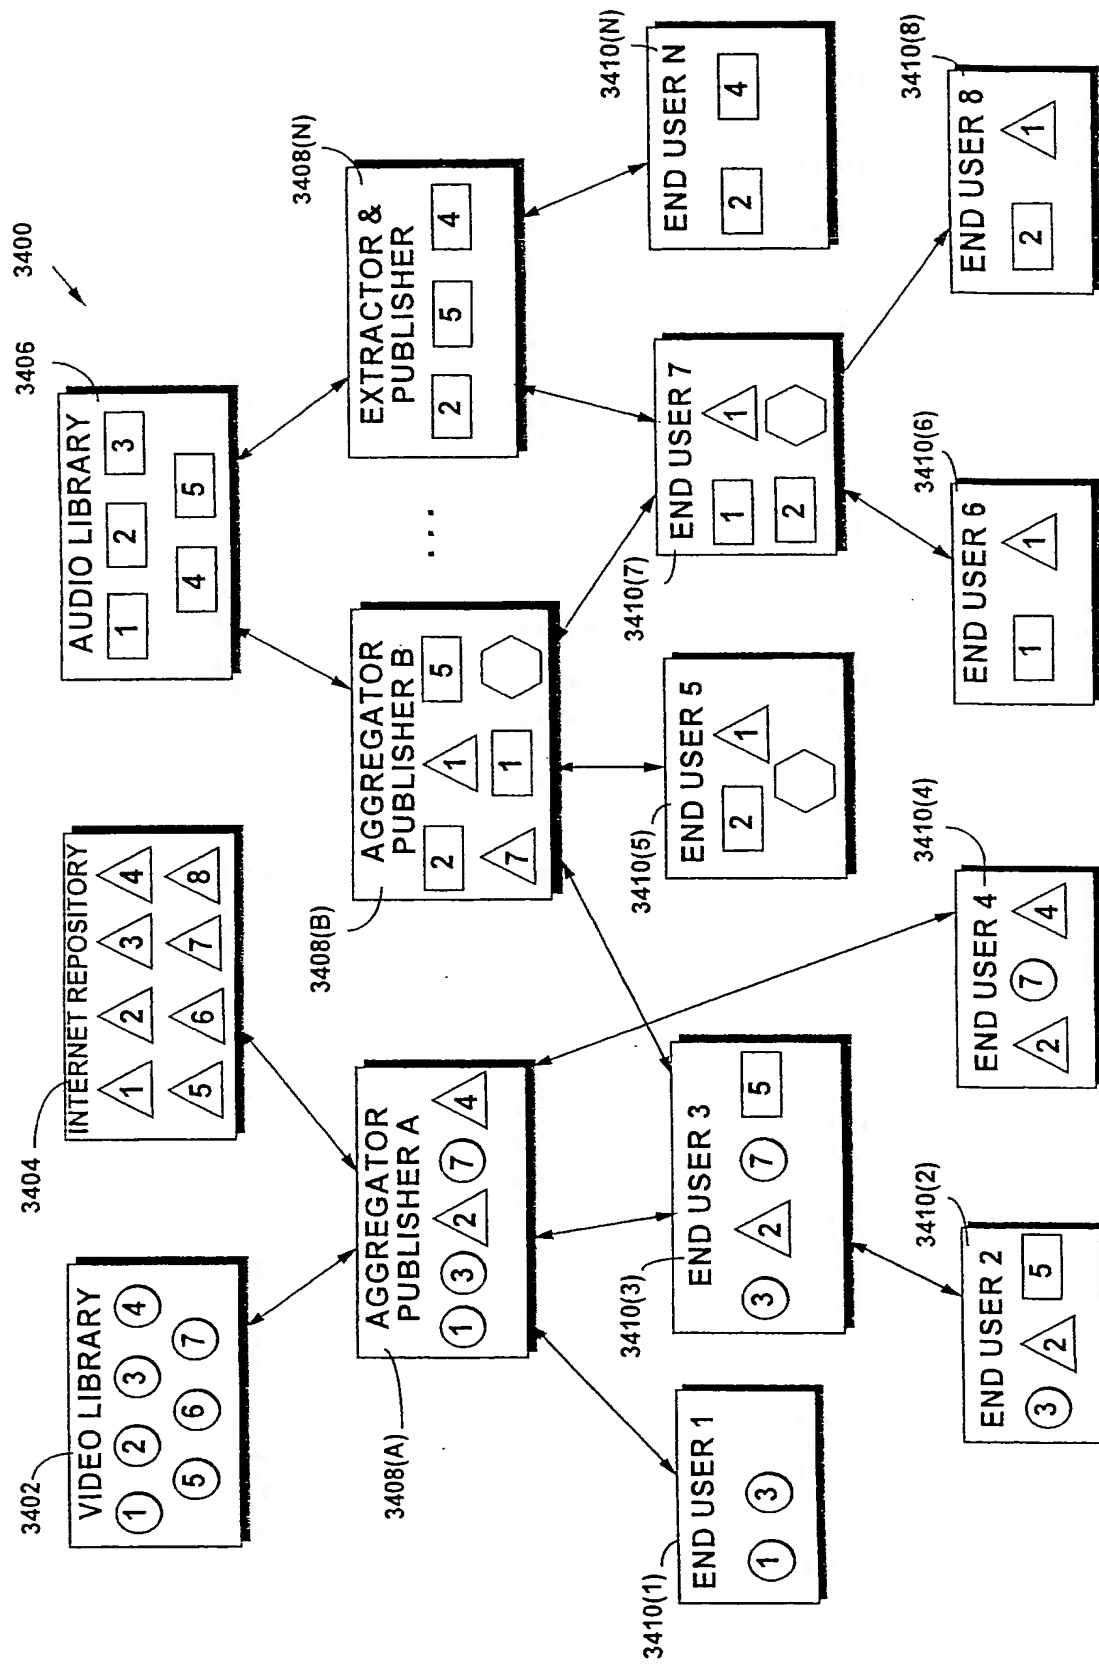 3400
3402
VIDEO LIBRARY
1 2 3 4
5 6 7
3404
INTERNET REPOSITORY
1 2 3 4
5 6 7 8
3406
AUDIO LIBRARY
1 2 3
4 5
3408(A)
AGGREGATOR
PUBLISHER A
1 3 2 7 4
3408(B)
AGGREGATOR
PUBLISHER B
2 1 5
7 1
...
3408(N)
EXTRACTOR &
PUBLISHER
2 5 4
3410(1)
END USER 1
1 3
3410(3)
END USER 3
3 2 7 5
3410(5)
END USER 5
2 1
3410(7)
END USER 7
1 1
2
3410(N)
END USER N
2 4
3410(2)
END USER 2
3 2 5
3410(4)
END USER 4
2 7 4
3410(6)
END USER 6
1 1
3410(8)
END USER 8
2 1